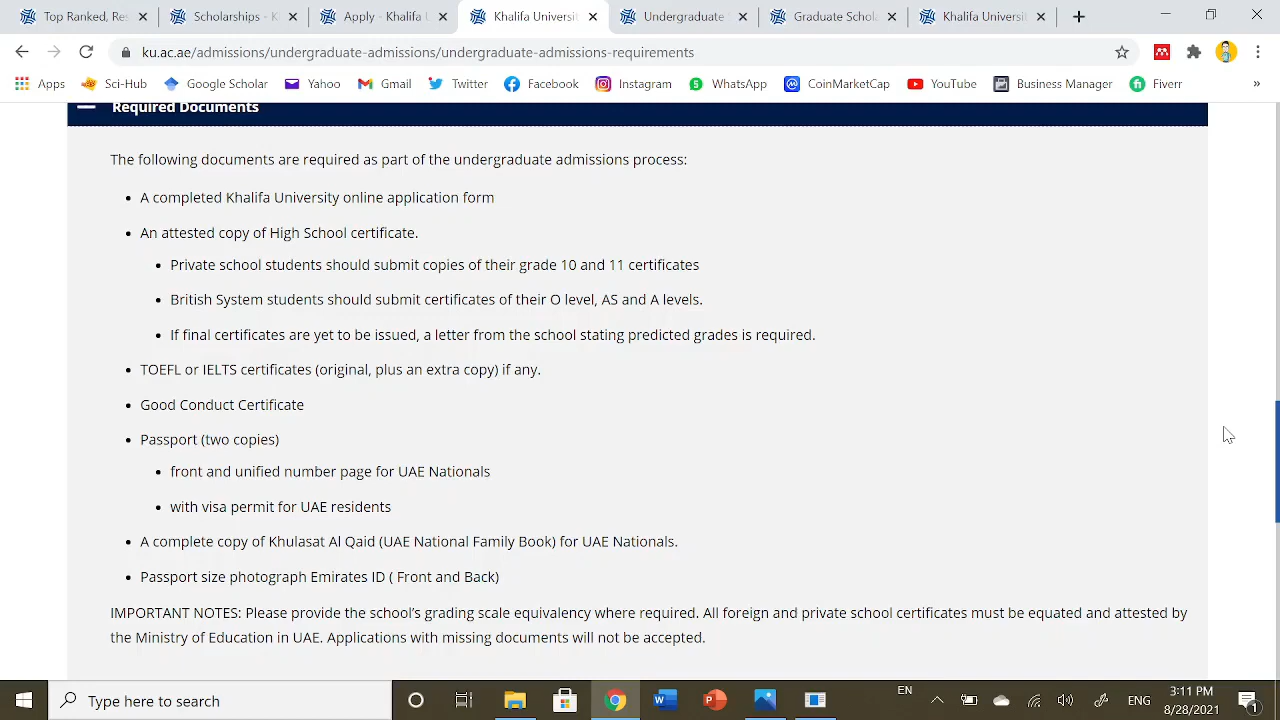 Top Ranked, Res
Scholarships - K
Apply - Khalifa U
Khalifa Universit
Undergraduate
Graduate Schola
Khalifa Universit
ku.ac.ae/admissions/undergraduate-admissions/undergraduate-admissions-requirements
Apps Sci-Hub Google Scholar Yahoo Gmail Twitter Facebook Instagram WhatsApp CoinMarketCap YouTube Business Manager Fiverr »
Required Documents
The following documents are required as part of the undergraduate admissions process:
• A completed Khalifa University online application form
• An attested copy of High School certificate.
• Private school students should submit copies of their grade 10 and 11 certificates
• British System students should submit certificates of their O level, AS and A levels.
• If final certificates are yet to be issued, a letter from the school stating predicted grades is required.
• TOEFL or IELTS certificates (original, plus an extra copy) if any.
• Good Conduct Certificate
• Passport (two copies)
• front and unified number page for UAE Nationals
• with visa permit for UAE residents
• A complete copy of Khulasat Al Qaid (UAE National Family Book) for UAE Nationals.
• Passport size photograph Emirates ID ( Front and Back)
IMPORTANT NOTES: Please provide the school's grading scale equivalency where required. All foreign and private school certificates must be equated and attested by
the Ministry of Education in UAE. Applications with missing documents will not be accepted.
Type here to search
EN
ENG
3:11 PM
8/28/2021
1